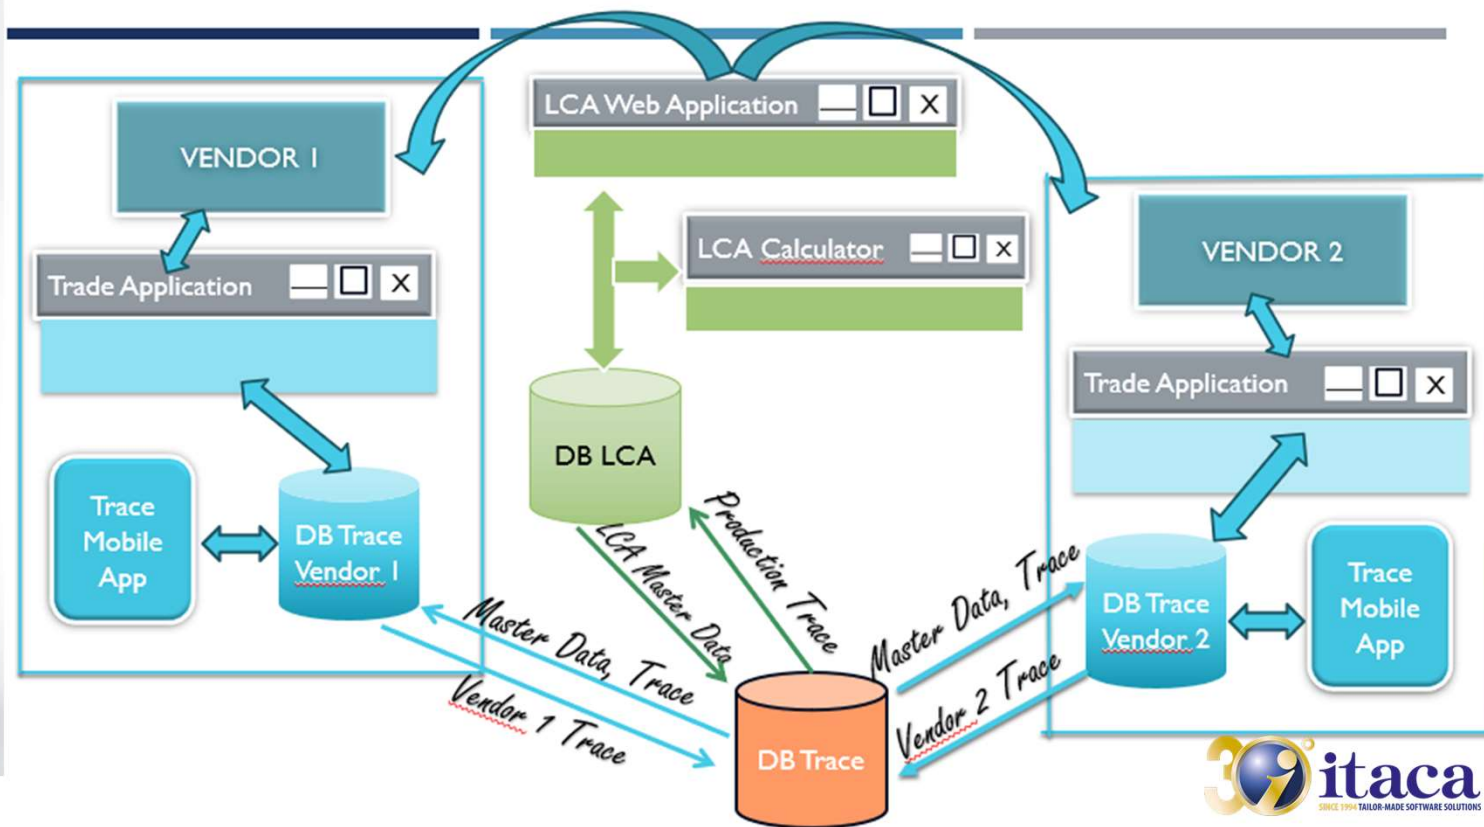 LCA Web Application
X
VENDOR 1
LCA Calculator
X
VENDOR 2
Trade Application
X
Trade Application
X
DB LCA
Trace
Mobile
App
DB Trace
Vendor 1
LCA Master Data
Production Trace
Master Data, Trace
DB Trace
Vendor 2
Trace
Mobile
App
Master Data, Trace
Vendor 1 Trace
Vendor 2 Trace
DB Trace
30° itaca
SINCE 1994 TAILOR-MADE SOFTWARE SOLUTIONS